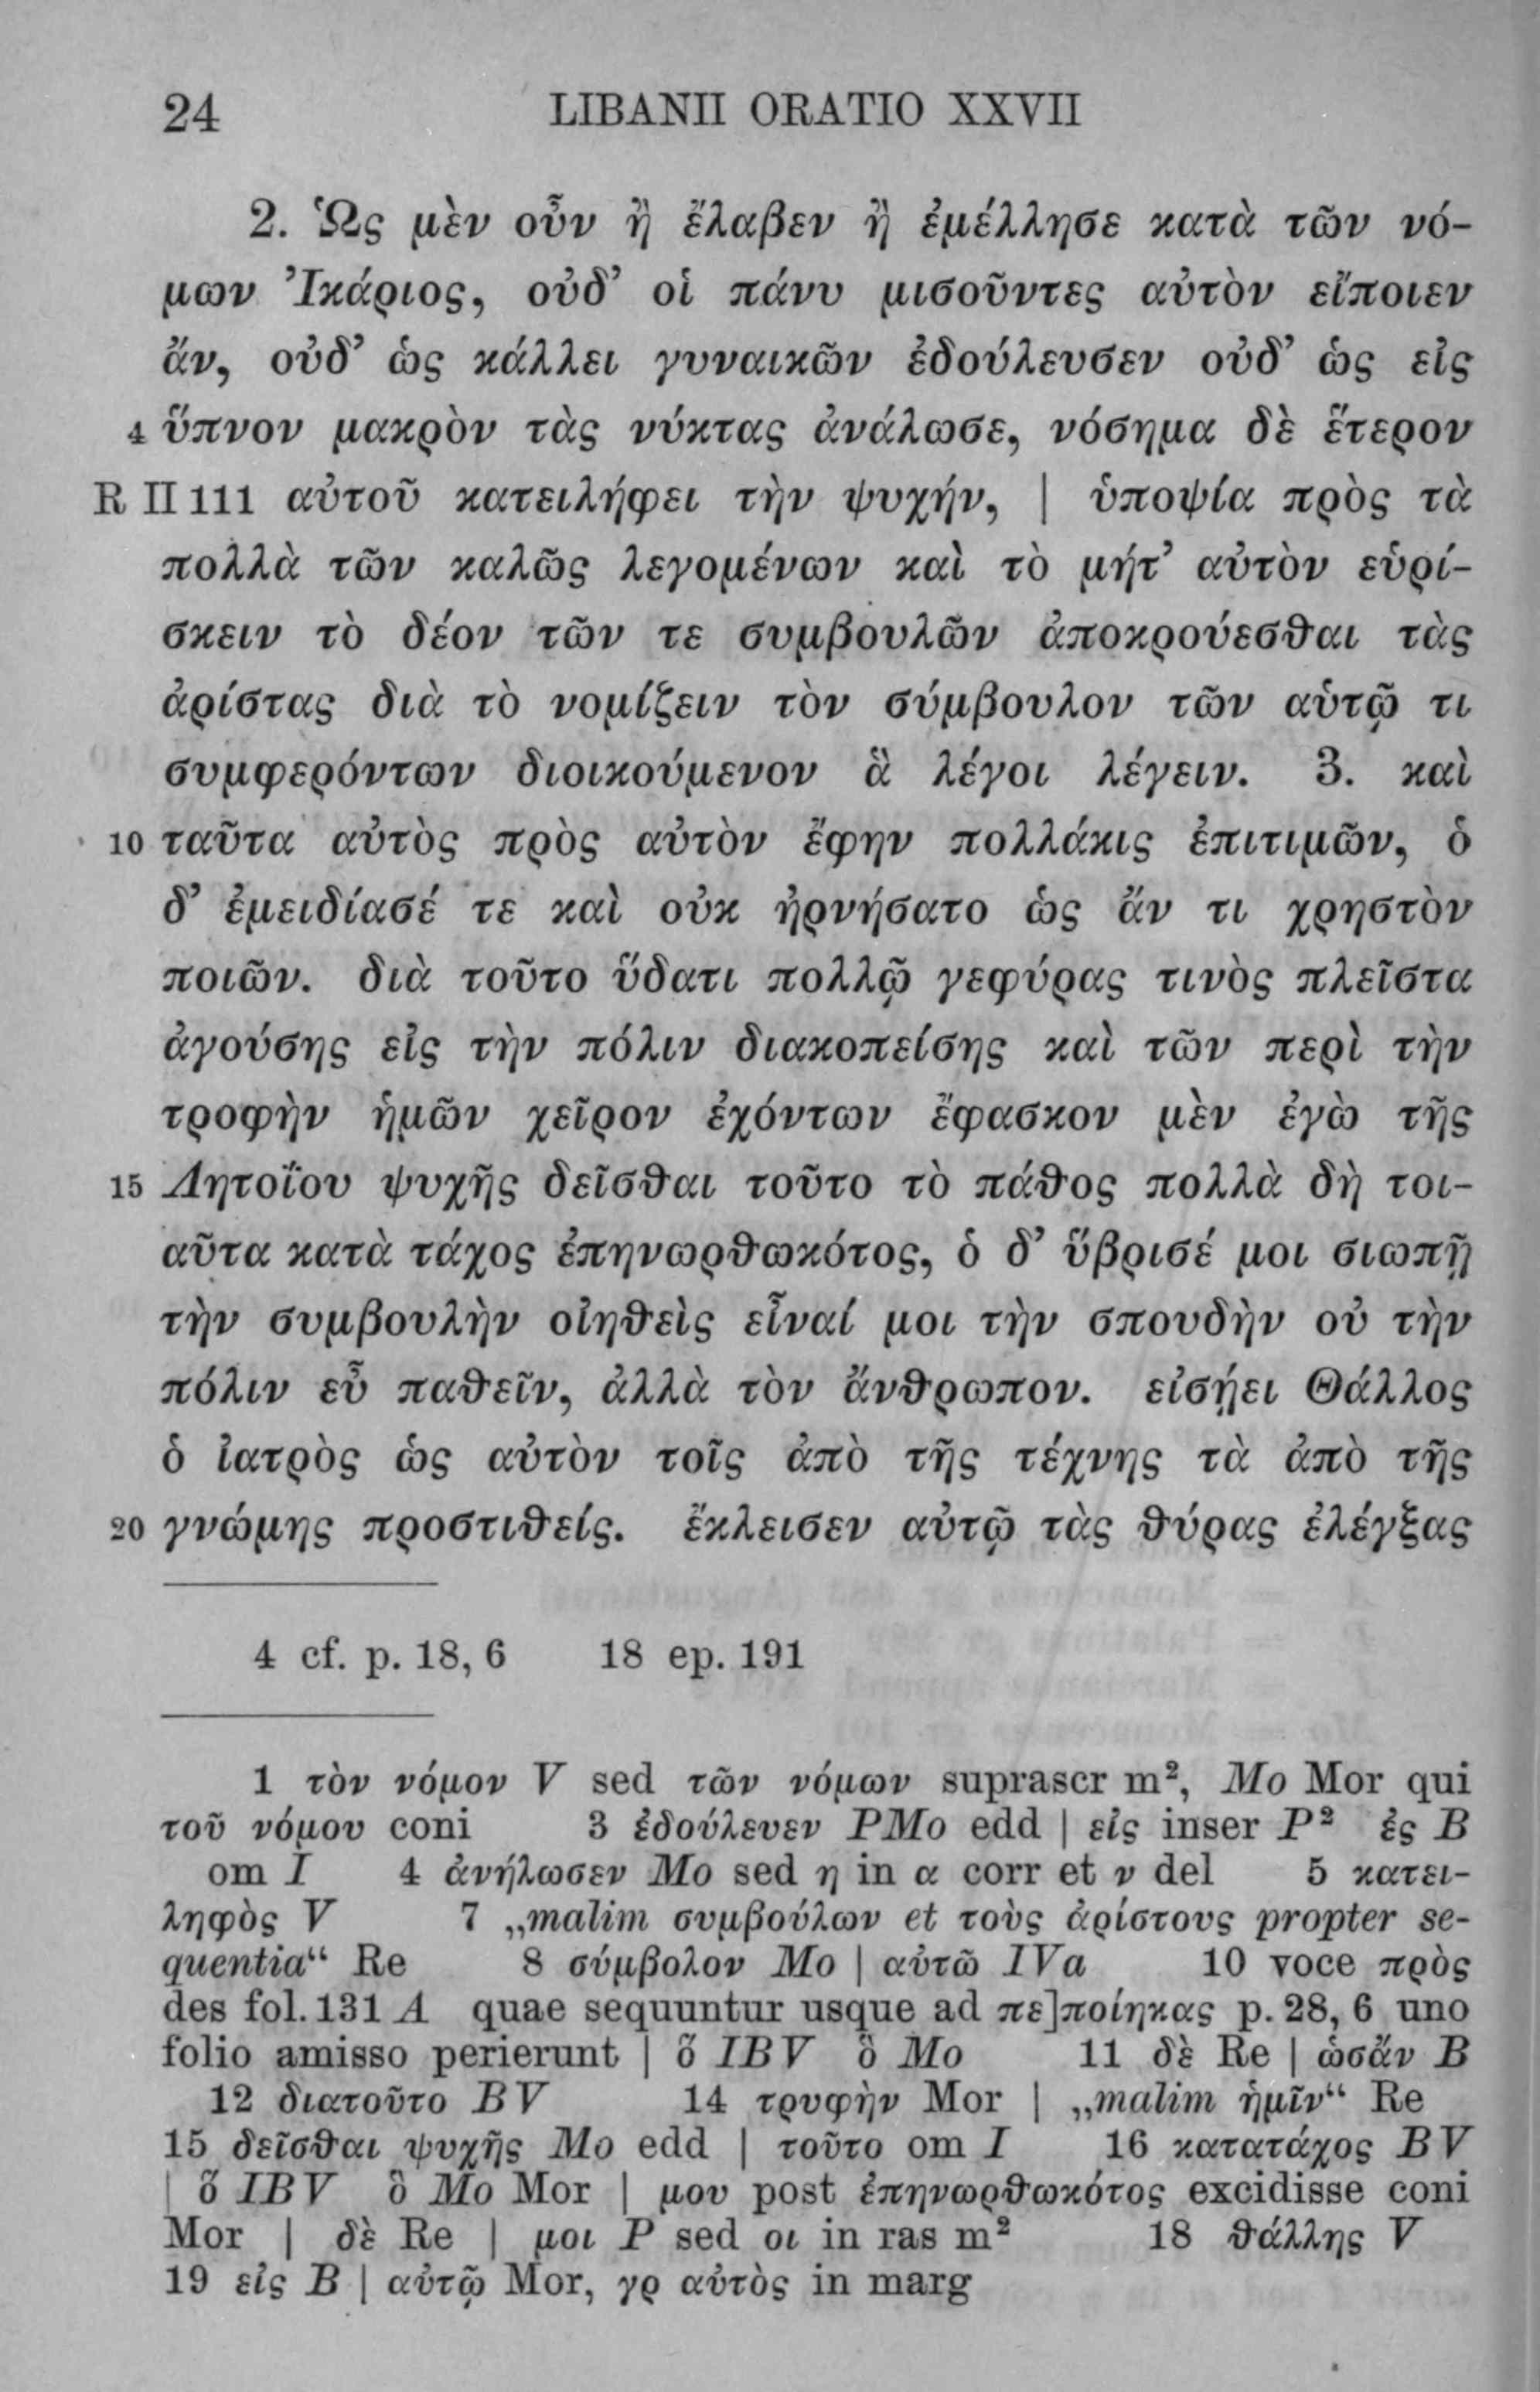 24 LIBANII ORATIO XXVII
2. Ὡς μὲν οὖν ἢ ἔλαβεν ἢ ἐμέλλησε κατὰ τῶν νό-
μων Ἰκάριος, οὐδ’ οἱ πάνυ μισοῦντες αὐτὸν εἴποιεν
ἄν, οὐδ’ ὡς κάλλει γυναικῶν ἐδούλευσεν οὐδ’ ὡς εἰς
4 ὕπνον μακρὸν τὰς νύκτας ἀνάλωσε, νόσημα δὲ ἕτερον
R II 111 αὐτοῦ κατειλήφει τὴν ψυχήν, | ὑποψία πρὸς τὰ
πολλὰ τῶν καλῶς λεγομένων καὶ τὸ μήτ’ αὐτὸν εὑρί-
σκειν τὸ δέον τῶν τε συμβουλῶν ἀποκρούεσθαι τὰς
ἀρίστας διὰ τὸ νομίζειν τὸν σύμβουλον τῶν αὑτῷ τι
συμφερόντων διοικούμενον ἃ λέγοι λέγειν. 3. καὶ
10 ταῦτα αὐτὸς πρὸς αὐτὸν ἔφην πολλάκις ἐπιτιμῶν, ὁ
δ’ ἐμειδίασέ τε καὶ οὐκ ἠρνήσατο ὡς ἄν τι χρηστὸν
ποιῶν. διὰ τοῦτο ὕδατι πολλῷ γεφύρας τινὸς πλεῖστα
ἀγούσης εἰς τὴν πόλιν διακοπείσης καὶ τῶν περὶ τὴν
τροφὴν ἡμῶν χεῖρον ἐχόντων ἔφασκον μὲν ἐγὼ τῆς
15 Λητοΐου ψυχῆς δεῖσθαι τοῦτο τὸ πάθος πολλὰ δὴ τοι-
αῦτα κατὰ τάχος ἐπηνωρθωκότος, ὁ δ’ ὕβρισέ μοι σιωπῇ
τὴν συμβουλὴν οἰηθεὶς εἶναί μοι τὴν σπουδὴν οὐ τὴν
πόλιν εὖ παθεῖν, ἀλλὰ τὸν ἄνθρωπον. εἰσῄει Θάλλος
ὁ ἰατρὸς ὡς αὐτὸν τοῖς ἀπὸ τῆς τέχνης τὰ ἀπὸ τῆς
20 γνώμης προστιθείς. ἔκλεισεν αὐτῷ τὰς θύρας ἐλέγξας
4 cf. p. 18, 6 18 ep. 191
1 τὸν νόμον V sed τῶν νόμων suprascr m², Mo Mor qui
τοῦ νόμου coni 3 ἐδούλευεν PMo edd | εἰς inser P² ἐς B
om I 4 ἀνήλωσεν Mo sed η in α corr et ν del 5 κατει-
ληφὸς V 7 „malim συμβούλων et τοὺς ἀρίστους propter se-
quentia“ Re 8 σύμβολον Mo | αὐτῶ IVa 10 voce πρὸς
des fol. 131 A quae sequuntur usque ad πε]ποίηκας p. 28, 6 uno
folio amisso perierunt | ὅ IBV ὃ Mo 11 δὲ Re | ὡσἄν B
12 διατοῦτο BV 14 τρυφὴν Mor | „malim ἡμῖν“ Re
15 δεῖσθαι ψυχῆς Mo edd | τοῦτο om I 16 κατατάχος BV
| ὅ IBV ὃ Mo Mor | μου post ἐπηνωρθωκότος excidisse coni
Mor | δὲ Re | μοι P sed οι in ras m² 18 θάλλης V
19 εἰς B | αὐτῷ Mor, γρ αὐτὸς in marg